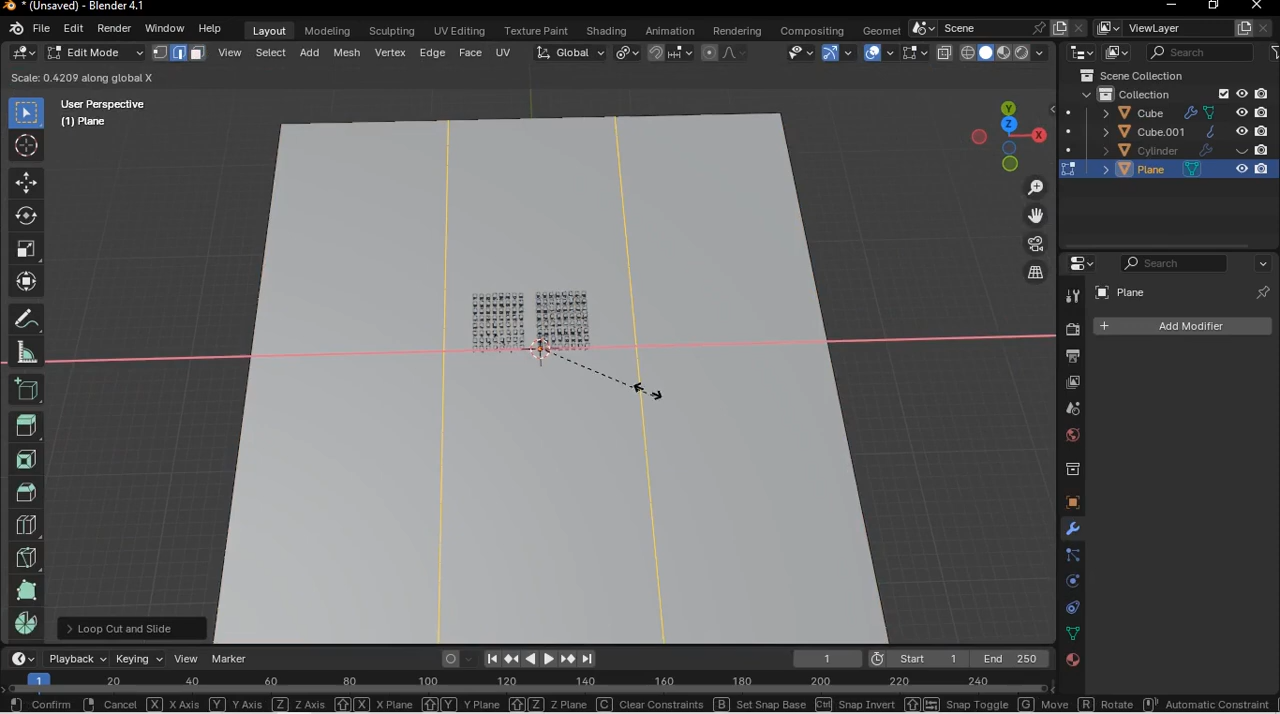 * (Unsaved) - Blender 4.1
File Edit Render Window Help Layout Modeling Sculpting UV Editing Texture Paint Shading Animation Rendering Compositing Geomet Scene ViewLayer
Edit Mode View Select Add Mesh Vertex Edge Face UV Global Search
Scale: 0.4209 along global X
Scene Collection
Collection
User Perspective
(1) Plane
Cube
Cube.001
Cylinder
Plane
Y
Z
X
Search
Plane
Add Modifier
> Loop Cut and Slide
Playback Keying View Marker 1 Start 1 End 250
1 20 40 60 80 100 120 140 160 180 200 220 240
Confirm Cancel X X Axis Y Y Axis Z Z Axis X X Plane Y Y Plane Z Z Plane C Clear Constraints B Set Snap Base Ctrl Snap Invert Snap Toggle G Move R Rotate Automatic Constraint